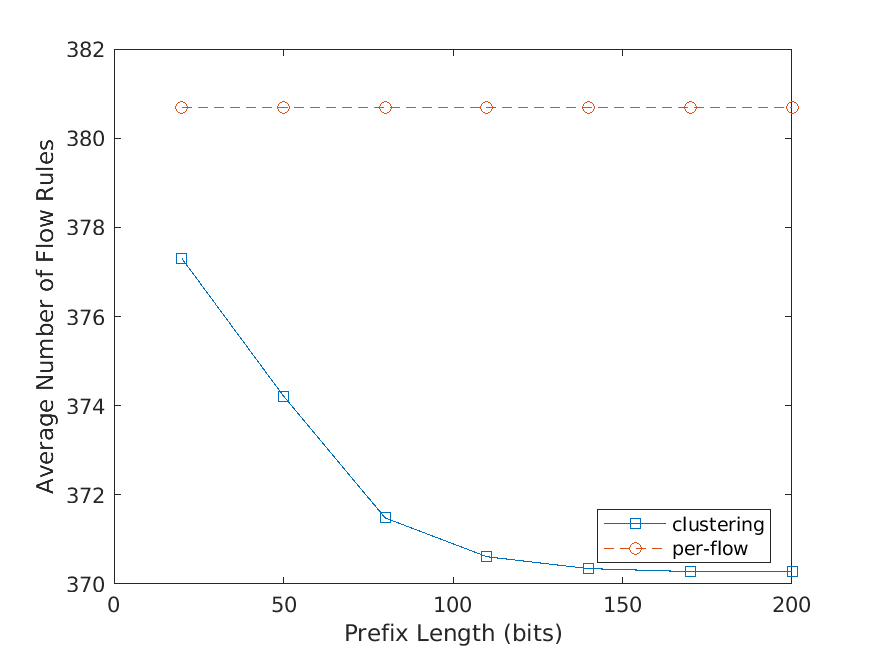 382
380
378
376
374
372
370
Average Number of Flow Rules
clustering
per-flow
0 50 100 150 200
Prefix Length (bits)